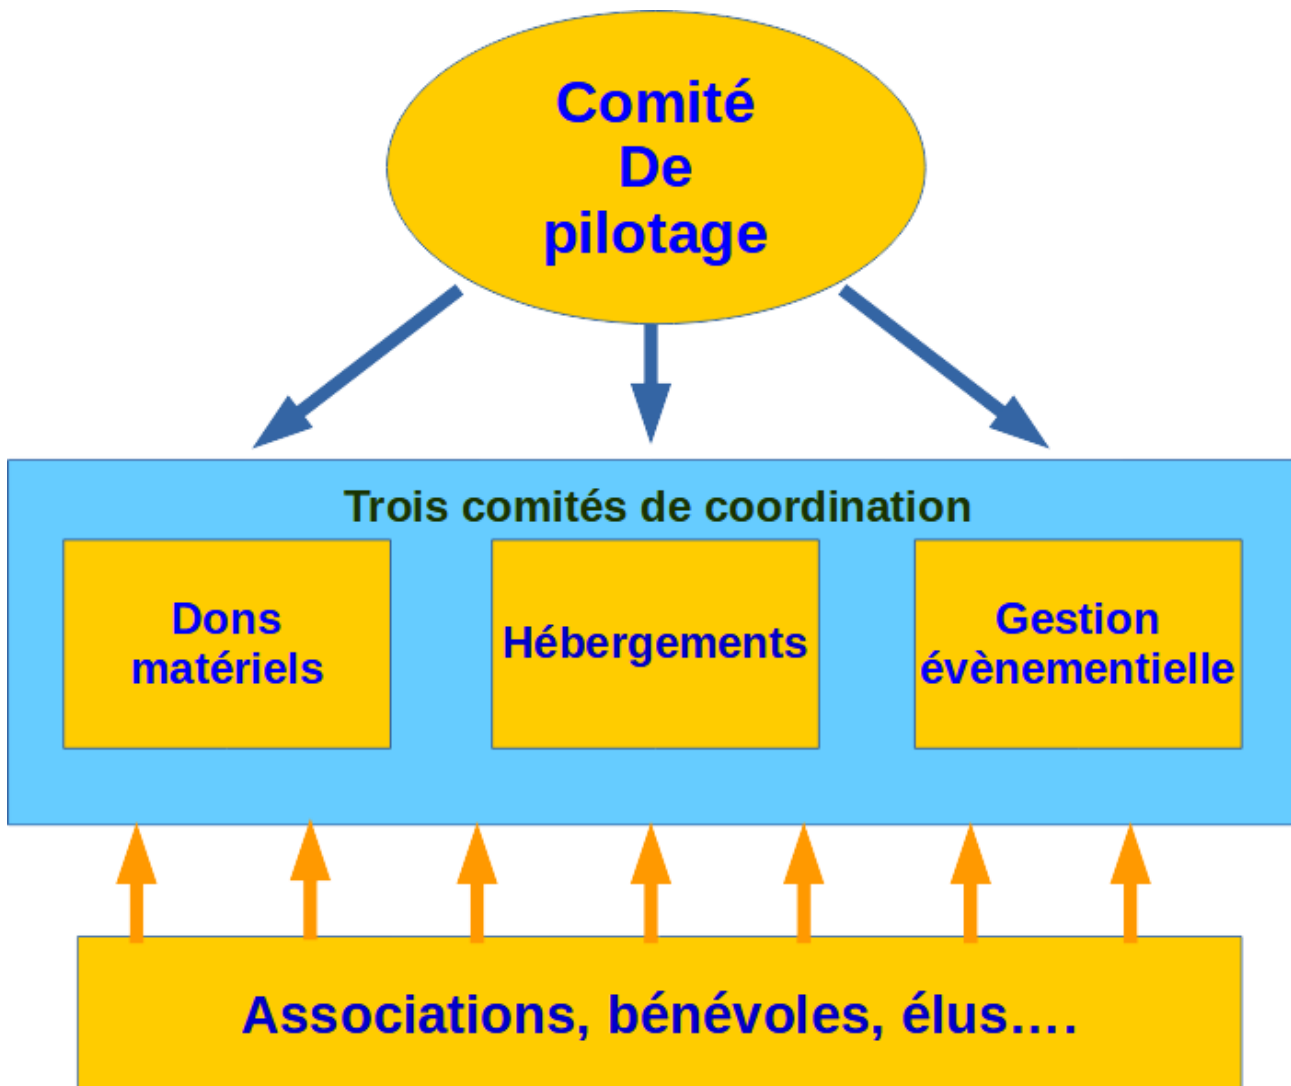 Comité
De
pilotage
Trois comités de coordination
Dons
matériels
Hébergements
Gestion
évènementielle
Associations, bénévoles, élus....